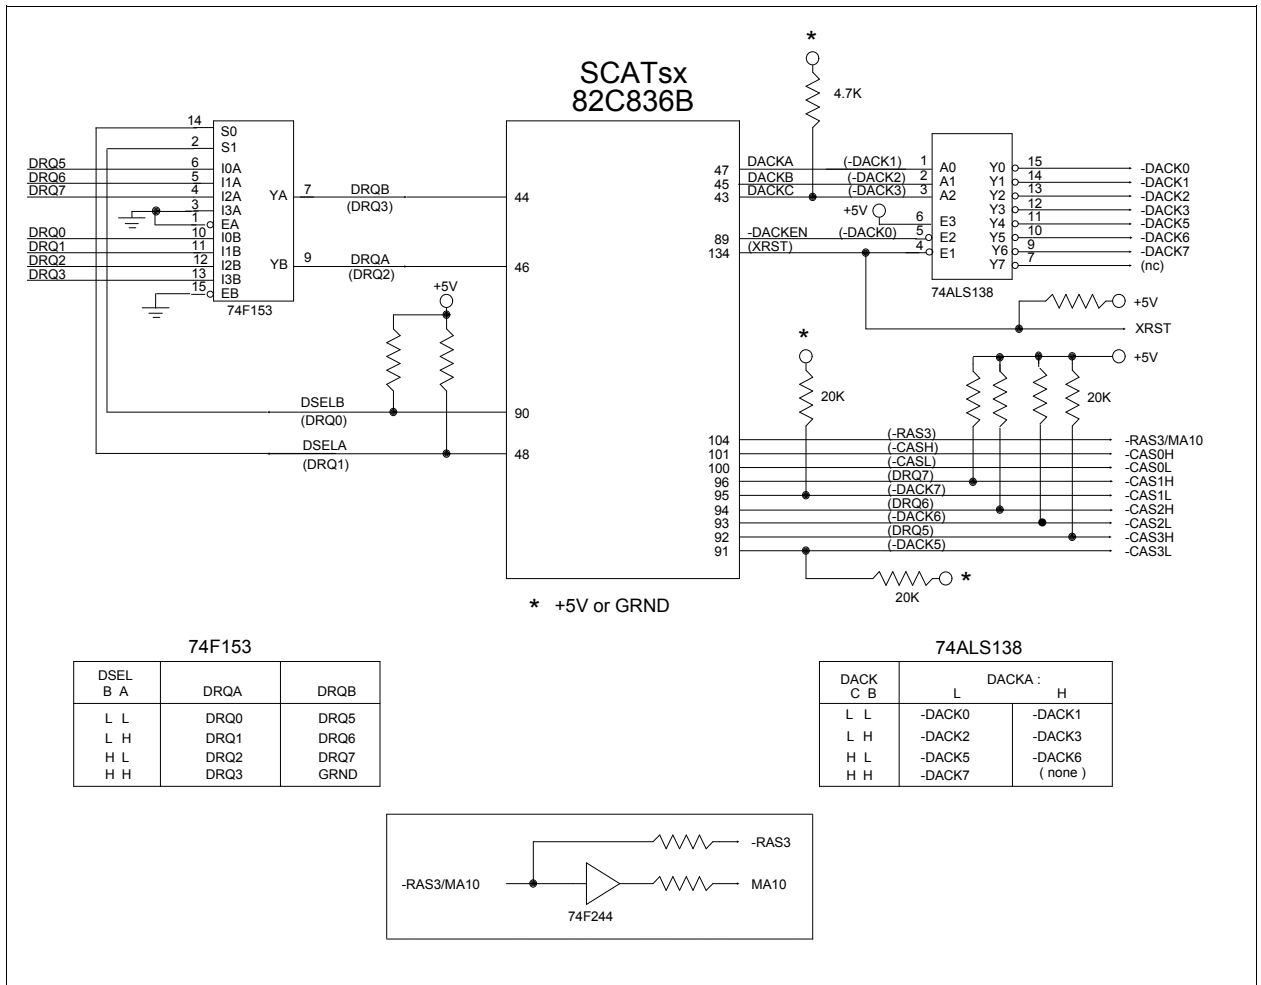 SCATsx
82C836B
*
4.7K
14 S0
2 S1
DRQ5 6 I0A
DRQ6 5 I1A
DRQ7 4 I2A YA 7 DRQB (DRQ3) 44
3 I3A
1 EA
DRQ0 10 I0B
DRQ1 11 I1B
DRQ2 12 I2B YB 9 DRQA (DRQ2) 46
DRQ3 13 I3B
15 EB
74F153
+5V
47 DACKA (-DACK1) 1 A0 Y0 15 -DACK0
45 DACKB (-DACK2) 2 A1 Y1 14 -DACK1
43 DACKC (-DACK3) 3 A2 Y2 13 -DACK2
+5V 6 E3 Y3 12 -DACK3
Y4 11 -DACK5
89 -DACKEN (-DACK0) 5 E2 Y5 10 -DACK6
134 (XRST) 4 E1 Y6 9 -DACK7
Y7 7 (nc)
74ALS138
+5V
XRST
*
20K
+5V
20K
DSELB
(DRQ0)
90
DSELA
(DRQ1)
48
104 (-RAS3) -RAS3/MA10
101 (-CASH) -CAS0H
100 (-CASL) -CAS0L
96 (DRQ7) -CAS1H
95 (-DACK7) -CAS1L
94 (DRQ6) -CAS2H
93 (-DACK6) -CAS2L
92 (DRQ5) -CAS3H
91 (-DACK5) -CAS3L
*
20K
* +5V or GRND
74F153
DSEL
B A DRQA DRQB
L L DRQ0 DRQ5
L H DRQ1 DRQ6
H L DRQ2 DRQ7
H H DRQ3 GRND
74ALS138
DACK DACKA :
C B L H
L L -DACK0 -DACK1
L H -DACK2 -DACK3
H L -DACK5 -DACK6
H H -DACK7 ( none )
-RAS3
-RAS3/MA10 MA10
74F244